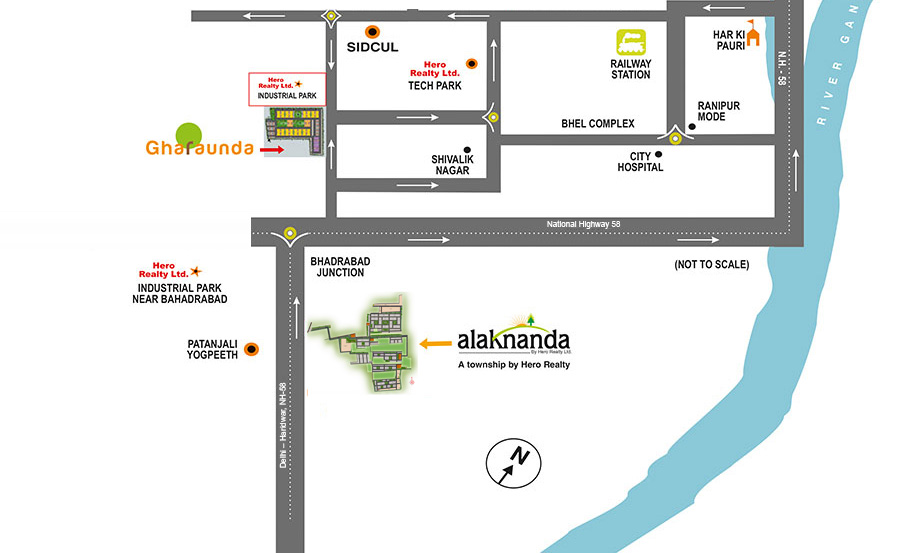 SIDCUL
Hero
Realty Ltd.
TECH PARK
RAILWAY
STATION
HAR KI
PAURI
N.H. - 58
RIVER GAN
Hero
Realty Ltd.
INDUSTRIAL PARK
Gharaunda
SHIVALIK
NAGAR
BHEL COMPLEX
RANIPUR
MODE
CITY
HOSPITAL
National Highway 58
BHADRABAD
JUNCTION
(NOT TO SCALE)
Hero
Realty Ltd.
INDUSTRIAL PARK
NEAR BAHADRABAD
PATANJALI
YOGPEETH
alaknanda
By Hero Realty Ltd.
A township by Hero Realty
Delhi – Haridwar, NH-58
N